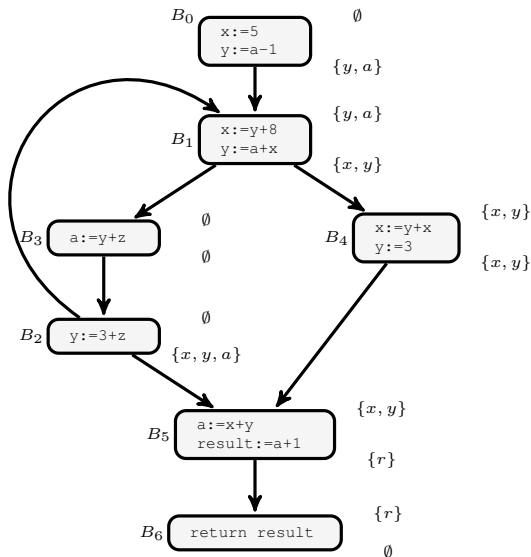 B0
∅
x:=5
y:=a−1
{y, a}
{y, a}
B1
x:=y+8
y:=a+x
{x, y}
B3
∅
a:=y+z
∅
B4
{x, y}
x:=y+x
y:=3
{x, y}
∅
B2
y:=3+z
{x, y, a}
B5
{x, y}
a:=x+y
result:=a+1
{r}
{r}
B6
return result
∅